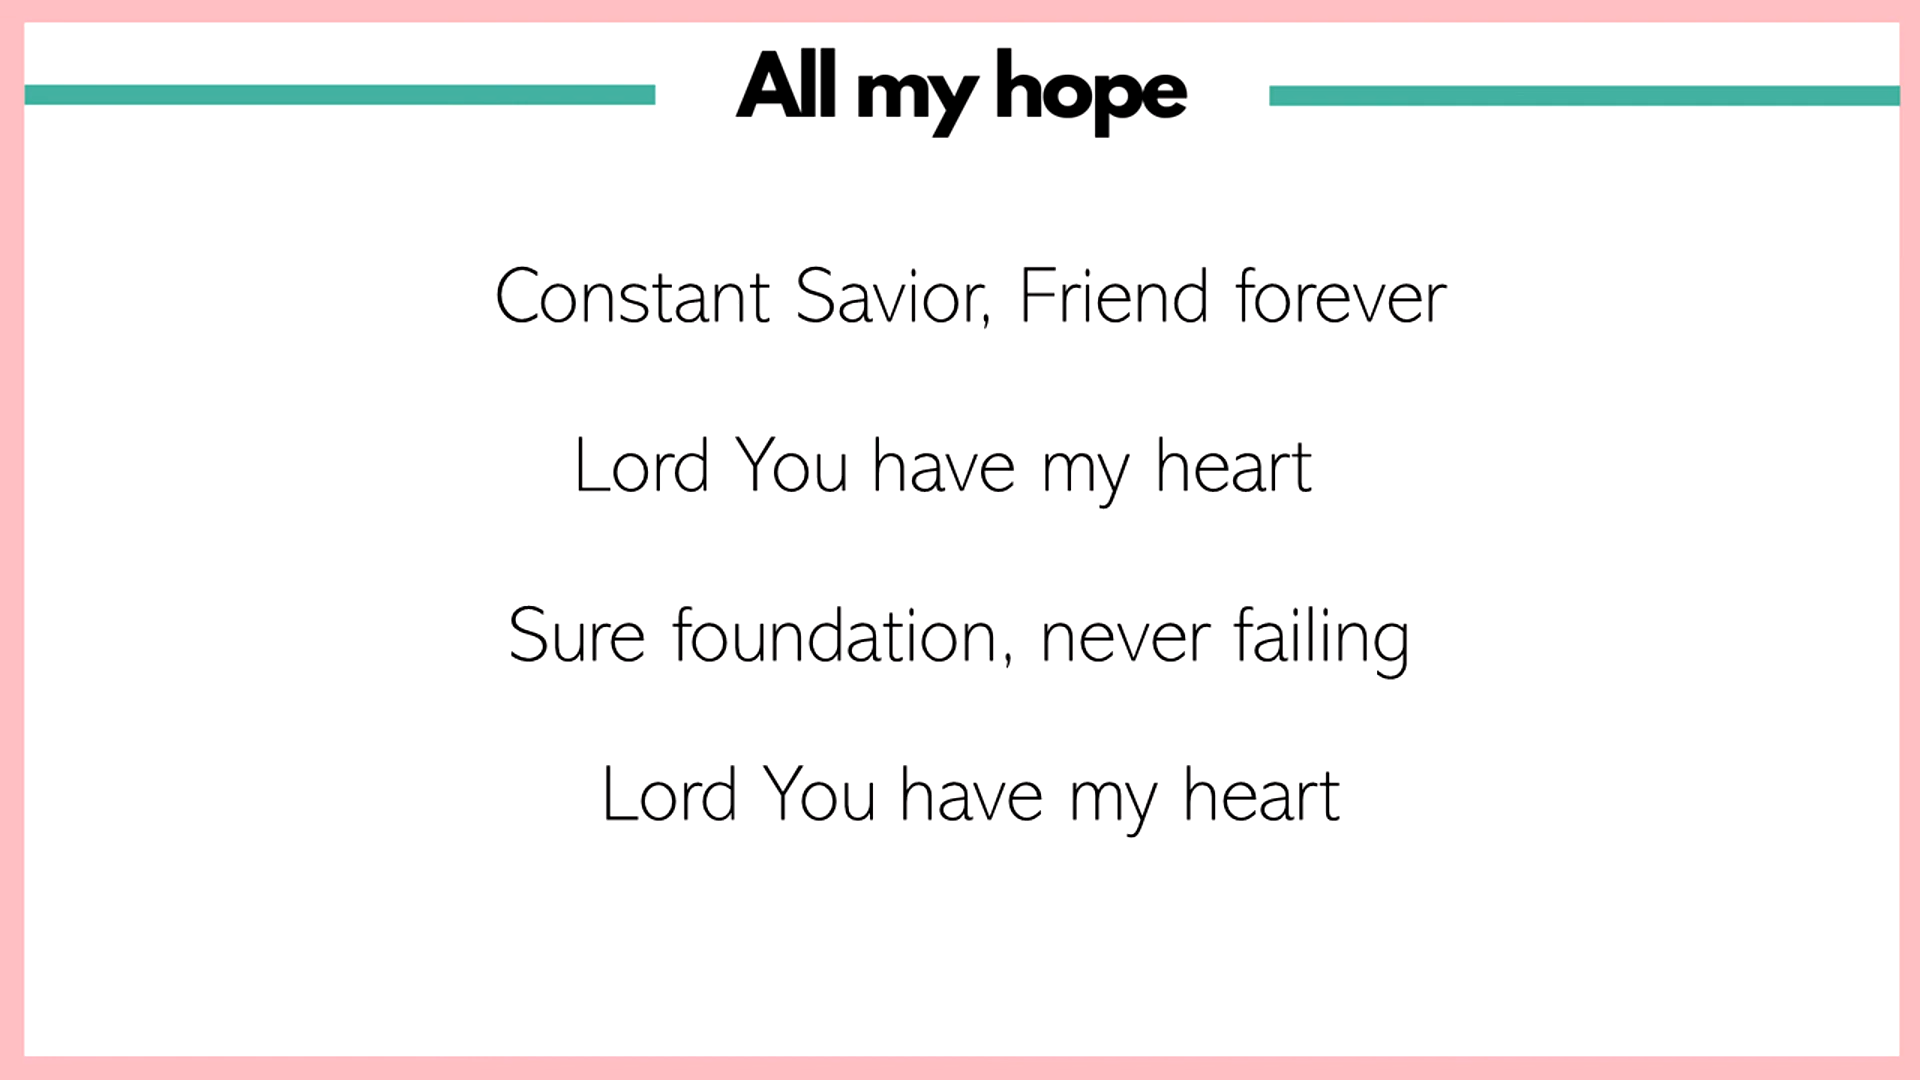 All my hope
Constant Savior, Friend forever
Lord You have my heart
Sure foundation, never failing
Lord You have my heart